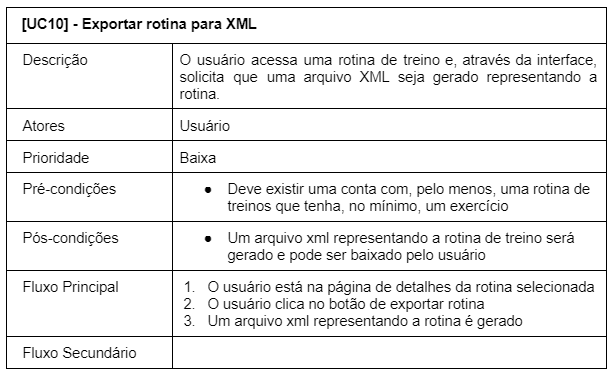 [UC10] - Exportar rotina para XML
Descrição
O usuário acessa uma rotina de treino e, através da interface,
solicita que uma arquivo XML seja gerado representando a
rotina.
Atores
Usuário
Prioridade
Baixa
Pré-condições
● Deve existir uma conta com, pelo menos, uma rotina de
treinos que tenha, no mínimo, um exercício
Pós-condições
● Um arquivo xml representando a rotina de treino será
gerado e pode ser baixado pelo usuário
Fluxo Principal
1. O usuário está na página de detalhes da rotina selecionada
2. O usuário clica no botão de exportar rotina
3. Um arquivo xml representando a rotina é gerado
Fluxo Secundário